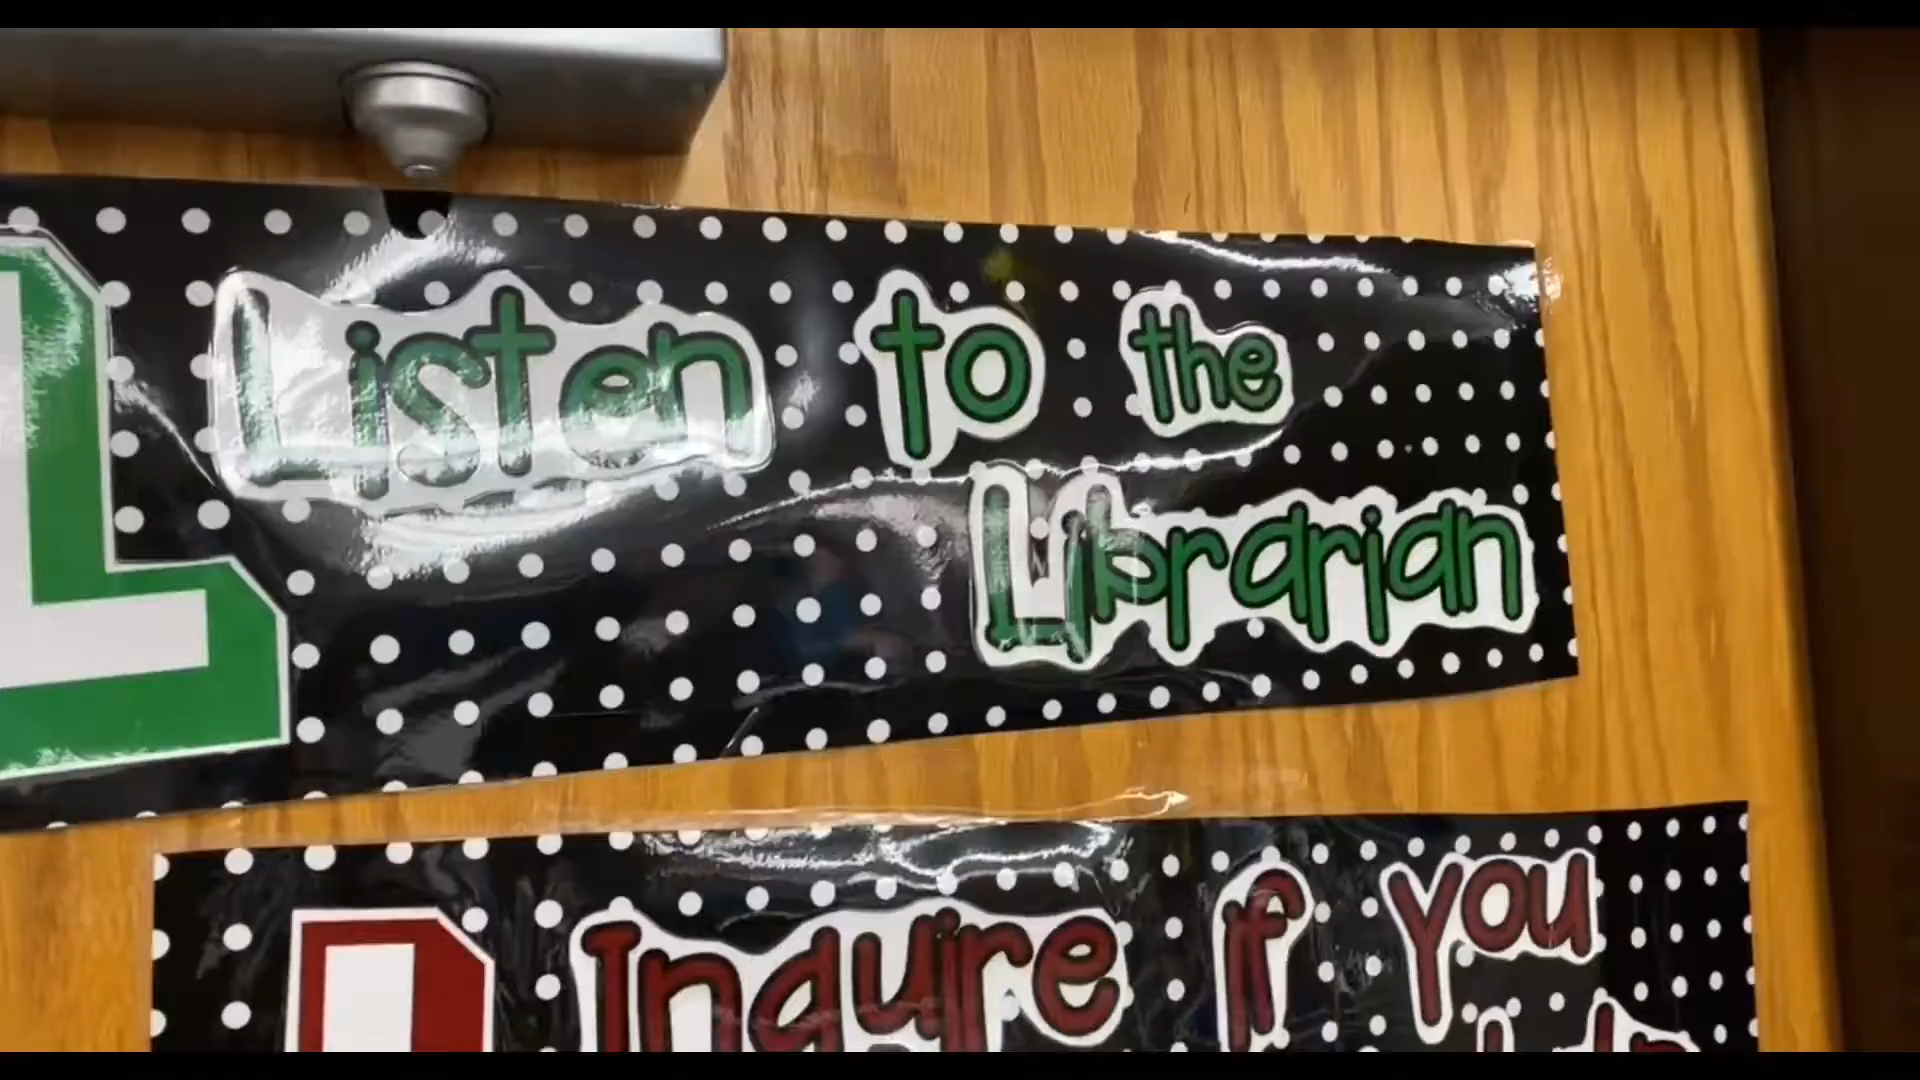 L
Listen to the
Librarian
I
Inquire if you